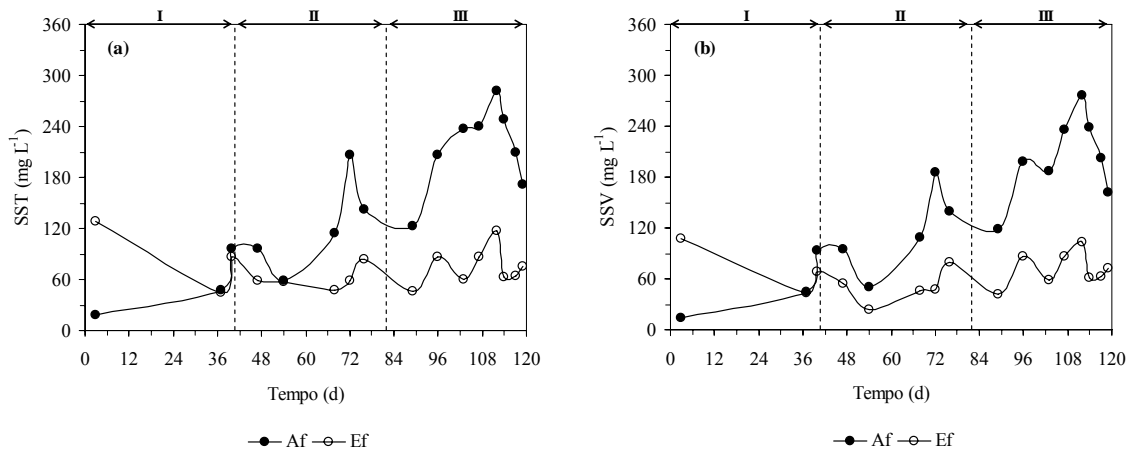 I II III
360
300
240
180
120
60
0
(a)
SST (mg L-1)
0 12 24 36 48 60 72 84 96 108 120
Tempo (d)
Af Ef
I II III
360
300
240
180
120
60
0
(b)
SSV (mg L-1)
0 12 24 36 48 60 72 84 96 108 120
Tempo (d)
Af Ef